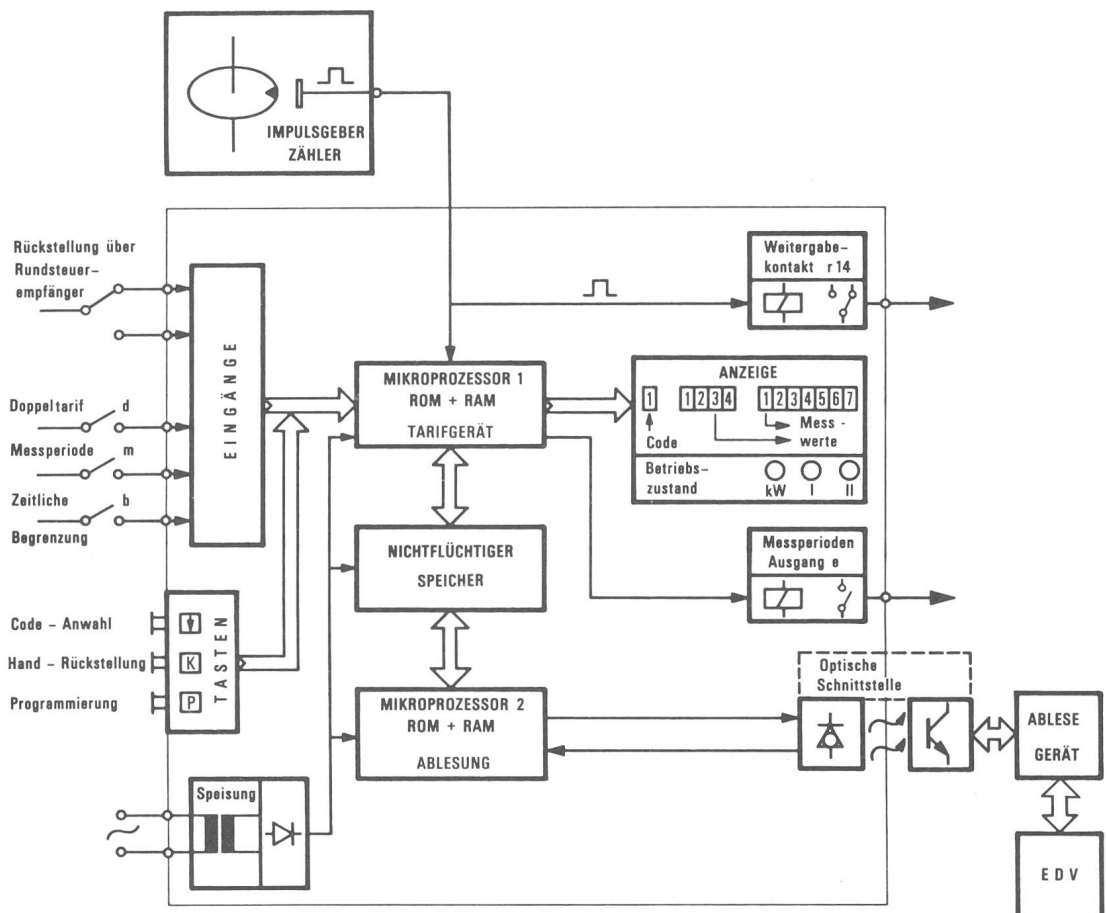 IMPULSGEBER
ZÄHLER
Rückstellung über
Rundsteuer-
empfänger
Doppeltarif d
Messperiode m
Zeitliche b
Begrenzung
EINGÄNGE
Code - Anwahl
Hand - Rückstellung K
Programmierung P
TASTEN
Speisung
MIKROPROZESSOR 1
ROM + RAM
TARIFGERÄT
NICHTFLÜCHTIGER
SPEICHER
MIKROPROZESSOR 2
ROM + RAM
ABLESUNG
Weitergabe-
kontakt r14
ANZEIGE
1 1234 1234567
Code
Mess-
werte
Betriebs-
zustand
kW I II
Messperioden
Ausgang e
Optische
Schnittstelle
ABLESE
GERÄT
EDV